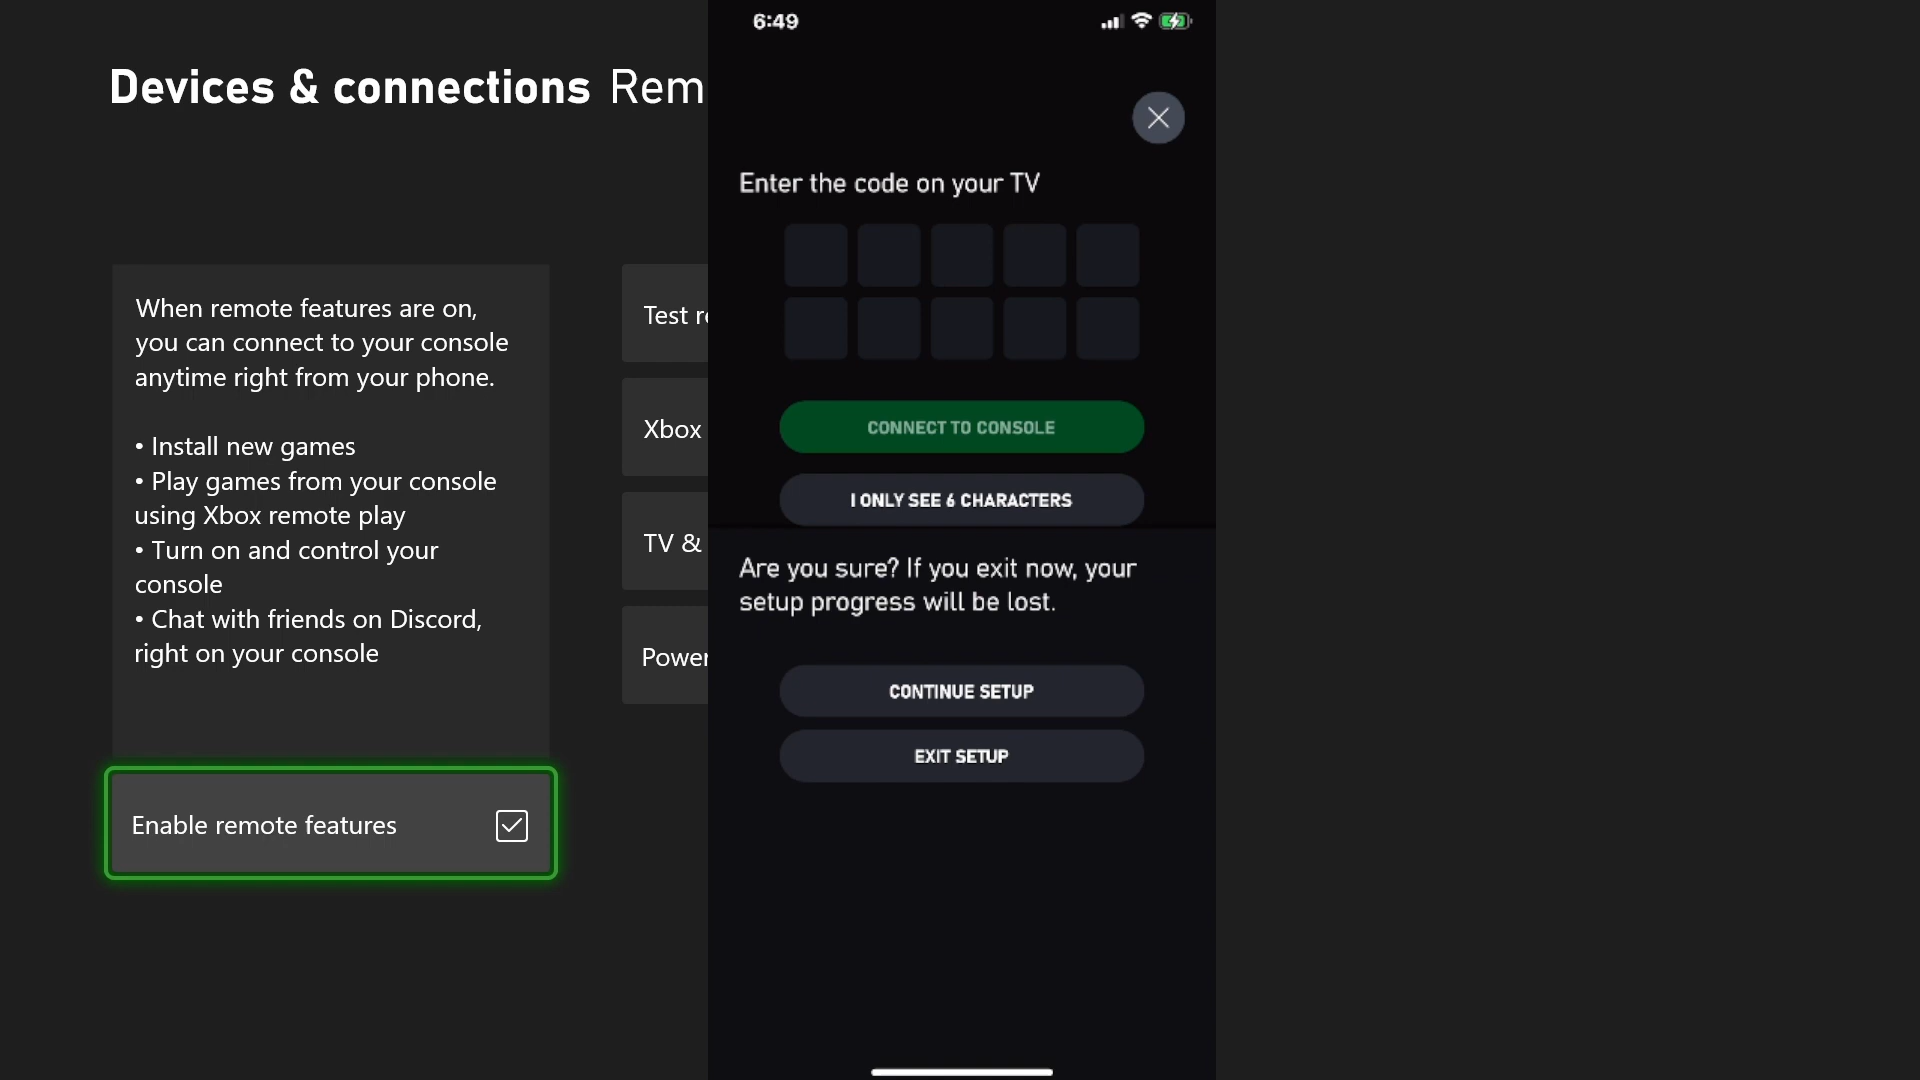 Devices & connections Rem
When remote features are on,
you can connect to your console
anytime right from your phone.
• Install new games
• Play games from your console
using Xbox remote play
• Turn on and control your
console
• Chat with friends on Discord,
right on your console
Enable remote features
Test re
Xbox
TV &
Power
6:49
Enter the code on your TV
CONNECT TO CONSOLE
I ONLY SEE 6 CHARACTERS
Are you sure? If you exit now, your
setup progress will be lost.
CONTINUE SETUP
EXIT SETUP